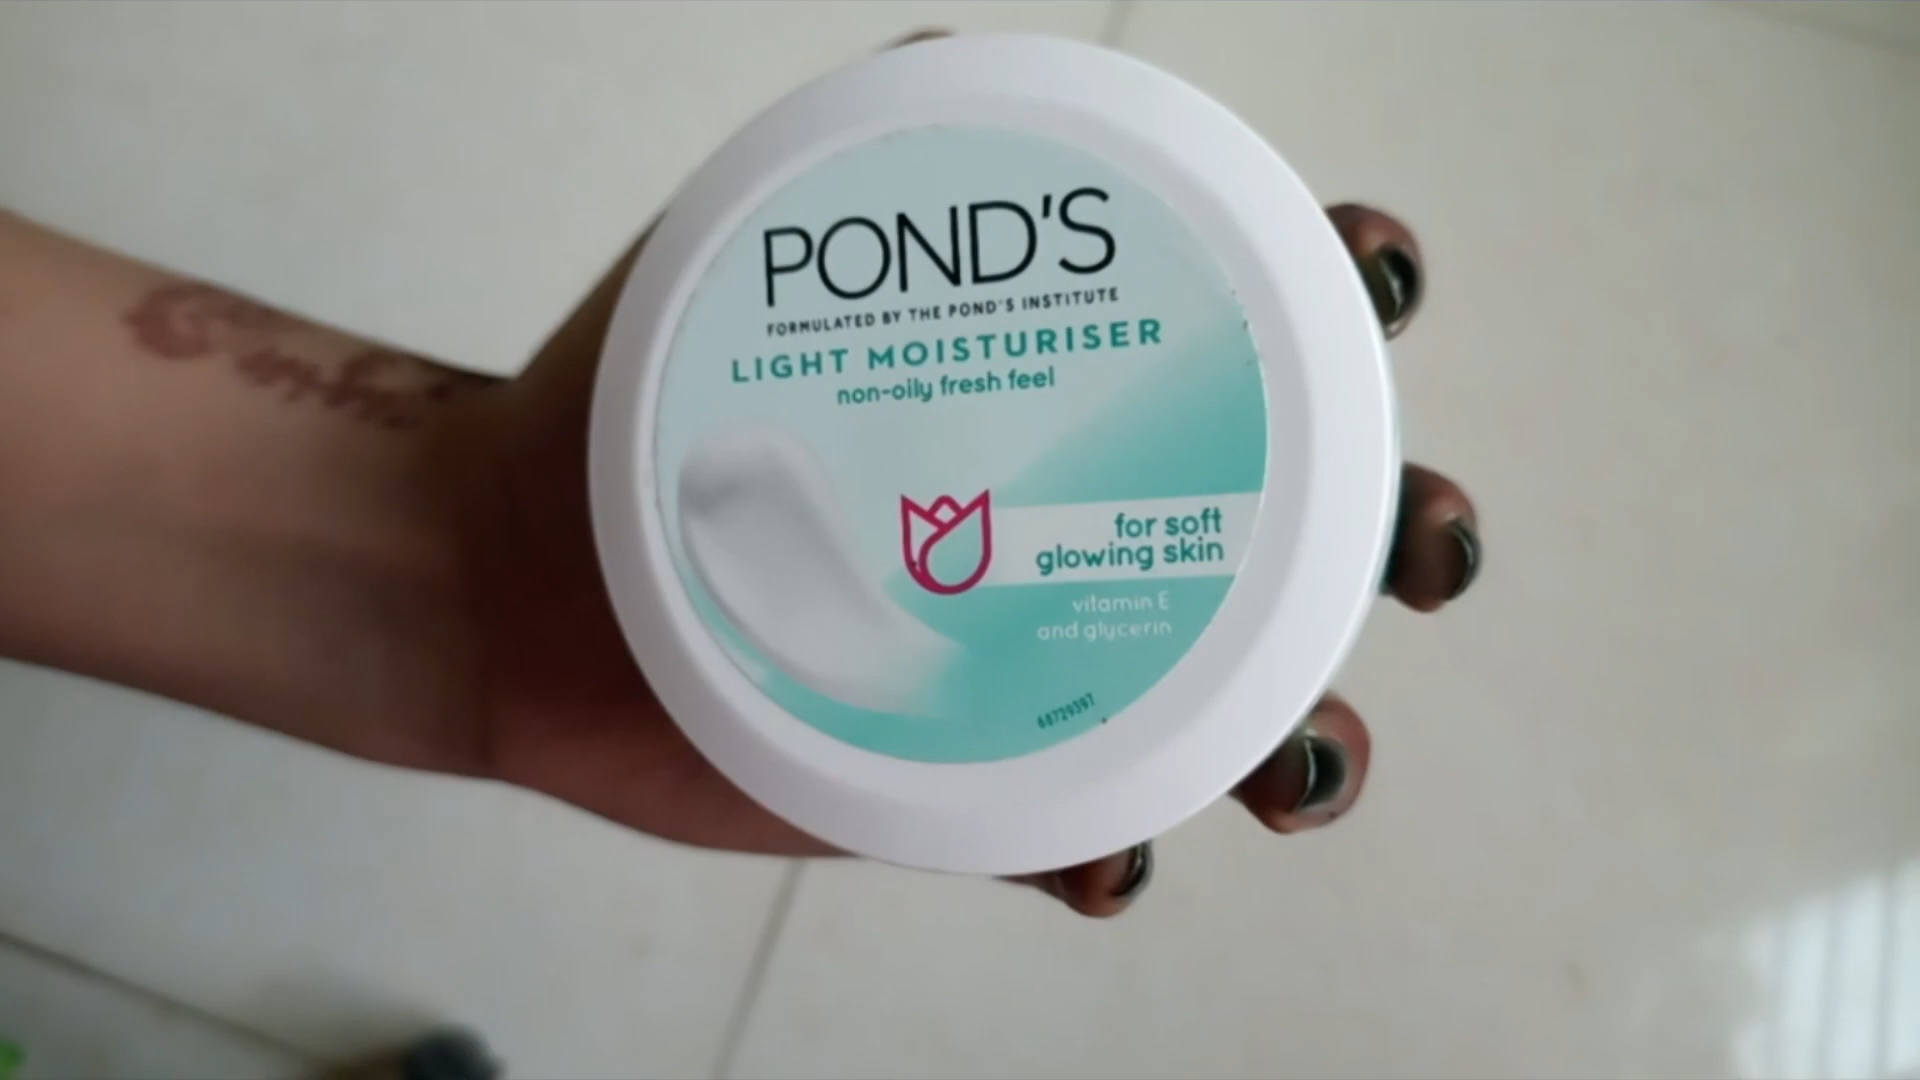 POND'S
FORMULATED BY THE POND'S INSTITUTE
LIGHT MOISTURISER
non-oily fresh feel
for soft
glowing skin
vitamin E
and glycerin
68729397